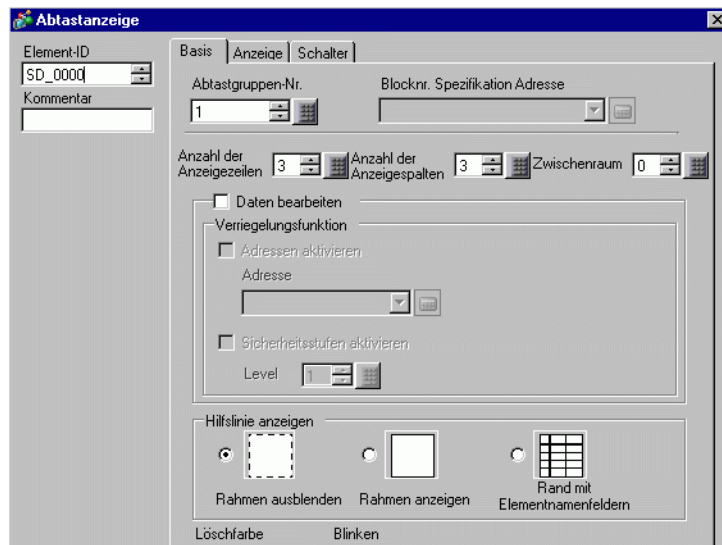 Abtastanzeige
Element-ID
SD_0000
Kommentar
Basis Anzeige Schalter
Abtastgruppen-Nr. Blocknr. Spezifikation Adresse
1
Anzahl der Anzahl der Zwischenraum
Anzeigezeilen 3 Anzeigespalten 3 0
Daten bearbeiten
Verriegelungsfunktion
Adressen aktivieren
Adresse
Sicherheitsstufen aktivieren
Level 1
Hilfslinie anzeigen
Rahmen ausblenden Rahmen anzeigen Rand mit
Elementnamenfeldern
Löschfarbe Blinken